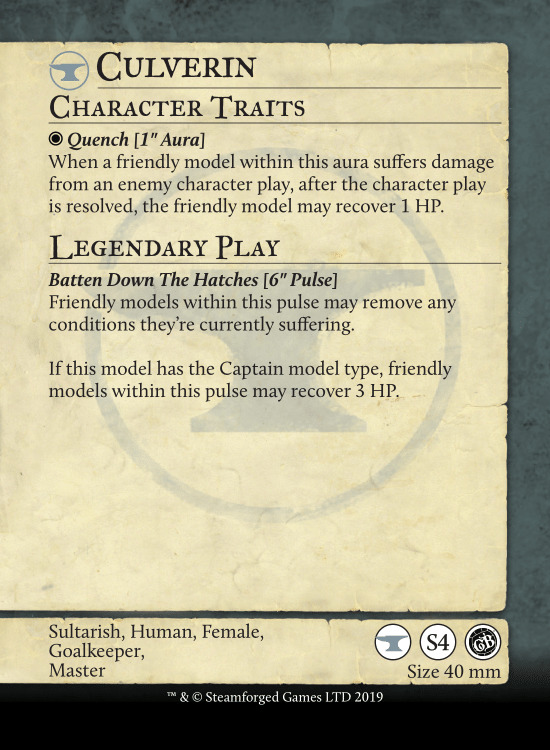 Culverin
Character Traits
Quench [1" Aura]
When a friendly model within this aura suffers damage
from an enemy character play, after the character play
is resolved, the friendly model may recover 1 HP.
Legendary Play
Batten Down The Hatches [6" Pulse]
Friendly models within this pulse may remove any
conditions they're currently suffering.
If this model has the Captain model type, friendly
models within this pulse may recover 3 HP.
Sultarish, Human, Female,
Goalkeeper,
Master
S4 GB
Size 40 mm
™ & © Steamforged Games LTD 2019